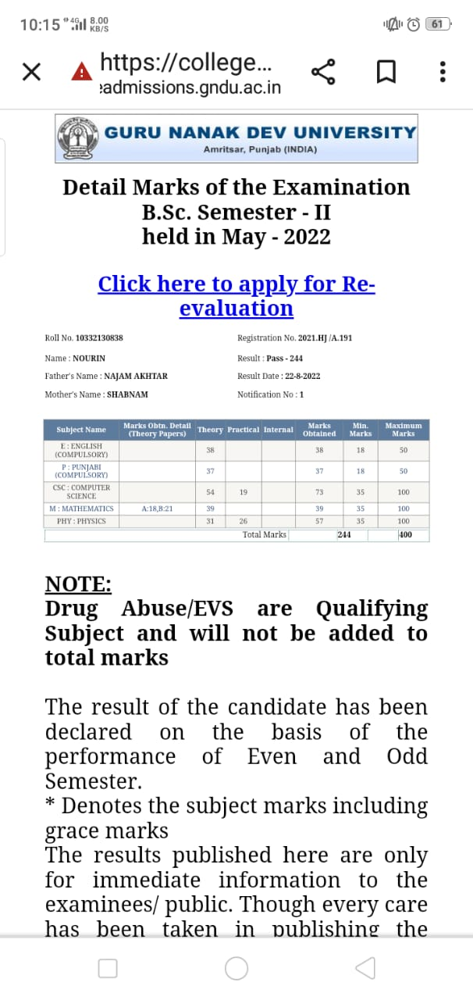 10:15 4G 8.00 KB/S 61
https://college...
eadmissions.gndu.ac.in
GURU NANAK DEV UNIVERSITY
Amritsar, Punjab (INDIA)
Detail Marks of the Examination
B.Sc. Semester - II
held in May - 2022
Click here to apply for Re-
evaluation
Roll No. 10332130838 Registration No. 2021.HJ /A.191
Name : NOURIN Result : Pass - 244
Father's Name : NAJAM AKHTAR Result Date : 22-8-2022
Mother's Name : SHABNAM Notification No : 1
Subject Name Marks Obtn. Detail (Theory Papers) Theory Practical Internal Marks Obtained Min. Marks Maximum Marks
E : ENGLISH (COMPULSORY) 38 38 18 50
P : PUNJABI (COMPULSORY) 37 37 18 50
CSC : COMPUTER SCIENCE 54 19 73 35 100
M : MATHEMATICS A:18,B:21 39 39 35 100
PHY : PHYSICS 31 26 57 35 100
Total Marks 244 400
NOTE:
Drug Abuse/EVS are Qualifying
Subject and will not be added to
total marks
The result of the candidate has been
declared on the basis of the
performance of Even and Odd
Semester.
* Denotes the subject marks including
grace marks
The results published here are only
for immediate information to the
examinees/ public. Though every care
has been taken in publishing the